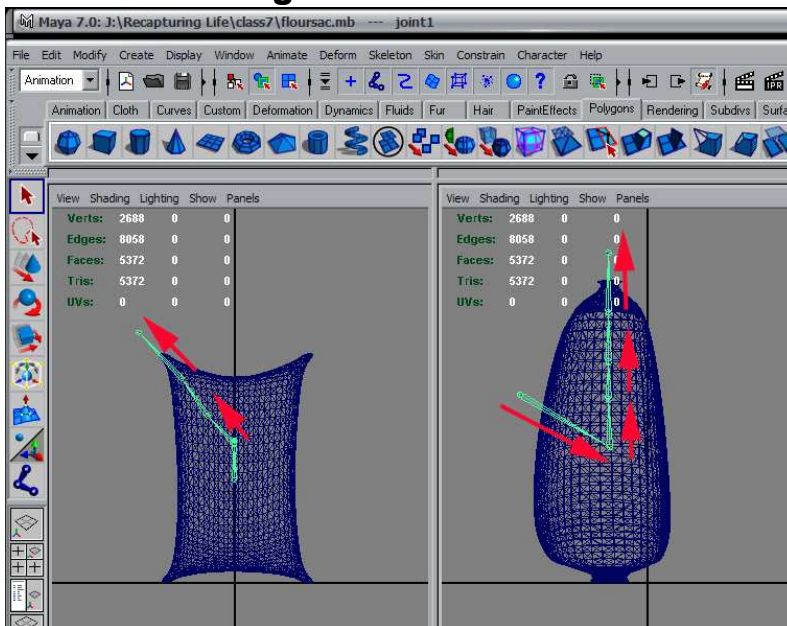 Maya 7.0: J:\Recapturing Life\class7\floursac.mb --- joint1
File Edit Modify Create Display Window Animate Deform Skeleton Skin Constrain Character Help
Animation
IPR
Animation Cloth Curves Custom Deformation Dynamics Fluids Fur Hair PaintEffects Polygons Rendering Subdivs Surfa
View Shading Lighting Show Panels
Verts: 2688 0 0
Edges: 8058 0 0
Faces: 5372 0 0
Tris: 5372 0 0
UVs: 0 0 0
View Shading Lighting Show Panels
Verts: 2688 0 0
Edges: 8058 0 0
Faces: 5372 0 0
Tris: 5372 0 0
UVs: 0 0 0